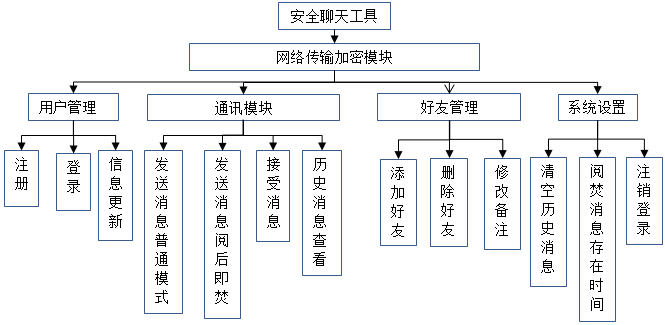 安全聊天工具
网络传输加密模块
用户管理
通讯模块
好友管理
系统设置
注册
登录
信息更新
发送消息普通模式
发送消息阅后即焚
接受消息
历史消息查看
添加好友
删除好友
修改备注
清空历史消息
阅焚消息存在时间
注销登录